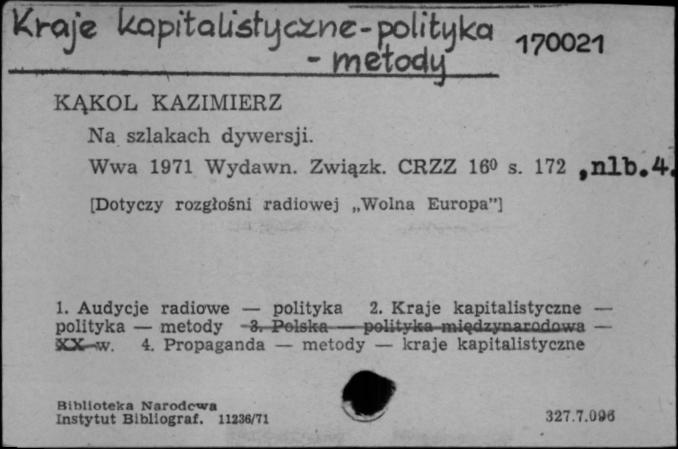 Kraje kapitalistyczne-polityka 170021
- metody
KĄKOL KAZIMIERZ
Na szlakach dywersji.
Wwa 1971 Wydawn. Związk. CRZZ 16⁰ s. 172 ,nlb.4.
[Dotyczy rozgłośni radiowej „Wolna Europa”]
1. Audycje radiowe — polityka 2. Kraje kapitalistyczne —
polityka — metody 3. Polska — polityka międzynarodowa —
XX w. 4. Propaganda — metody — kraje kapitalistyczne
Biblioteka Narodowa
Instytut Bibliograf. 11236/71 327.7.096